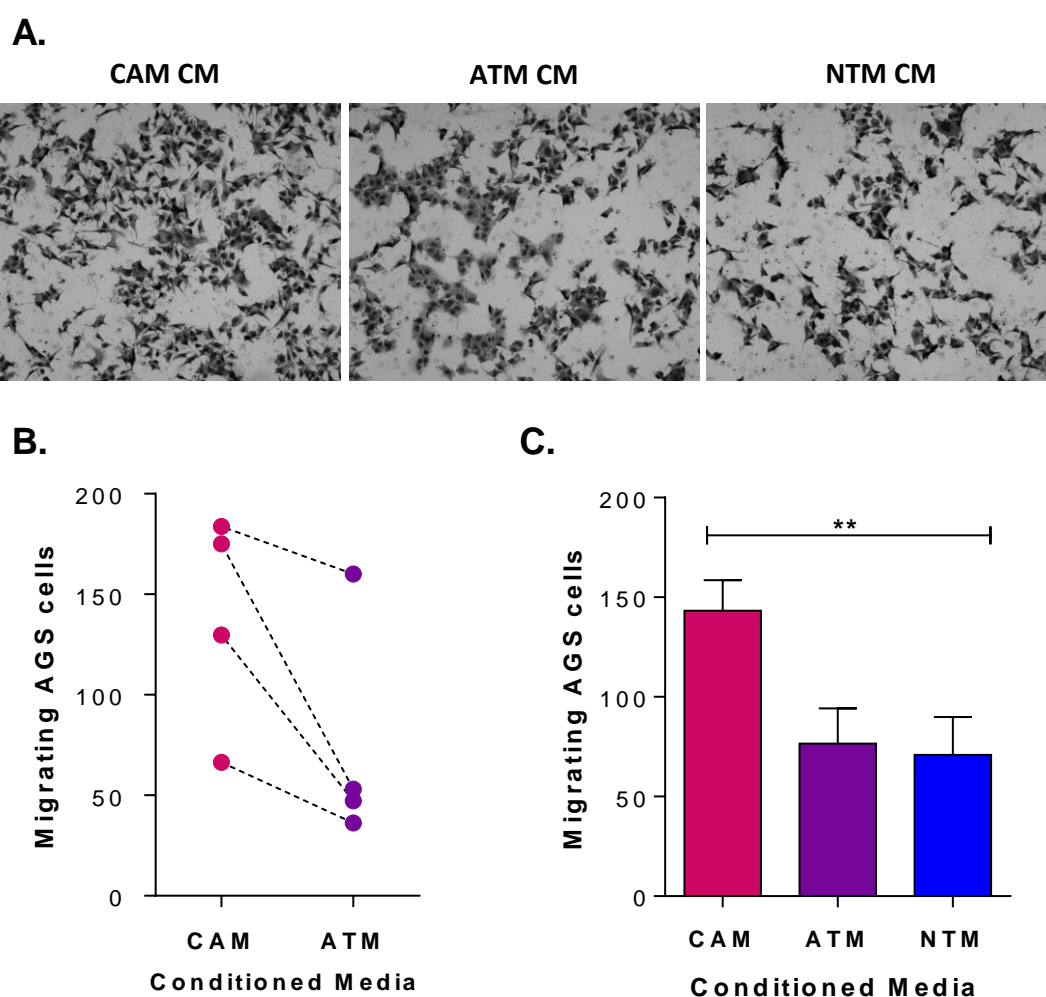 A.
CAM CM
ATM CM
NTM CM
B.
200
150
100
50
0
Migrating AGS cells
CAM
ATM
Conditioned Media
C.
200
150
100
50
0
Migrating AGS cells
**
CAM
ATM
NTM
Conditioned Media